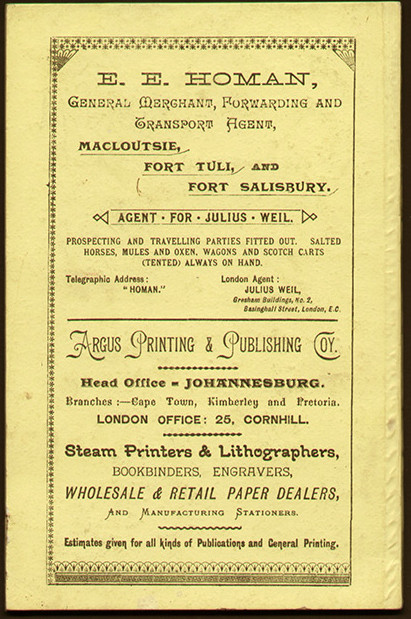 E. E. HOMAN,
GENERAL MERCHANT, FORWARDING AND
TRANSPORT AGENT,
MACLOUTSIE,
FORT TULI, AND
FORT SALISBURY.
AGENT · FOR · JULIUS · WEIL.
PROSPECTING AND TRAVELLING PARTIES FITTED OUT. SALTED
HORSES, MULES AND OXEN, WAGONS AND SCOTCH CARTS
(TENTED) ALWAYS ON HAND.
Telegraphic Address: London Agent:
"HOMAN." JULIUS WEIL,
Gresham Buildings, No. 2,
Basinghall Street, London, E.C.
ARGUS PRINTING & PUBLISHING COY.
Head Office = JOHANNESBURG.
Branches:—Cape Town, Kimberley and Pretoria.
LONDON OFFICE: 25, CORNHILL.
Steam Printers & Lithographers,
BOOKBINDERS, ENGRAVERS,
WHOLESALE & RETAIL PAPER DEALERS,
AND MANUFACTURING STATIONERS.
Estimates given for all kinds of Publications and General Printing.